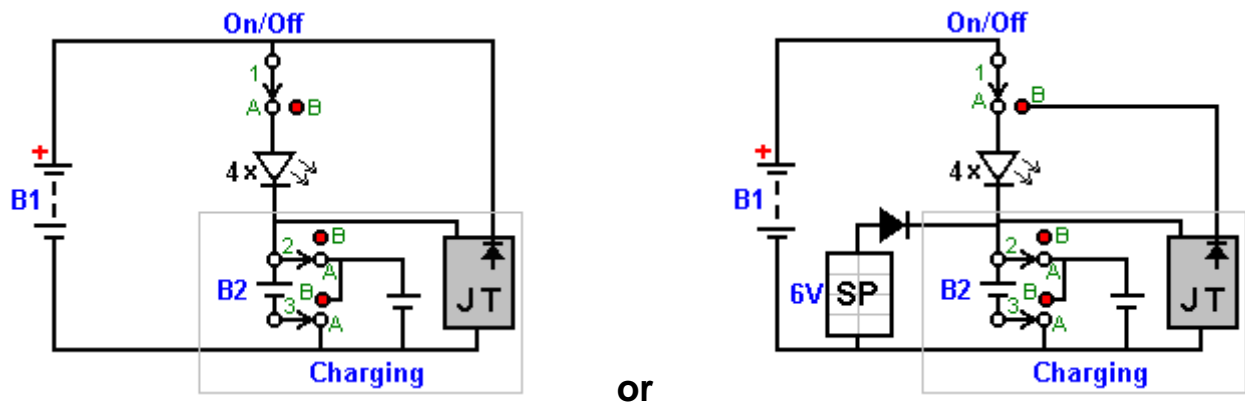 On/Off
1
A B
+
B1
4×
2 B
A
B2
B
3 A
JT
Charging
or
On/Off
1
A B
+
B1
4×
6V SP
2 B
A
B2
B
3 A
JT
Charging